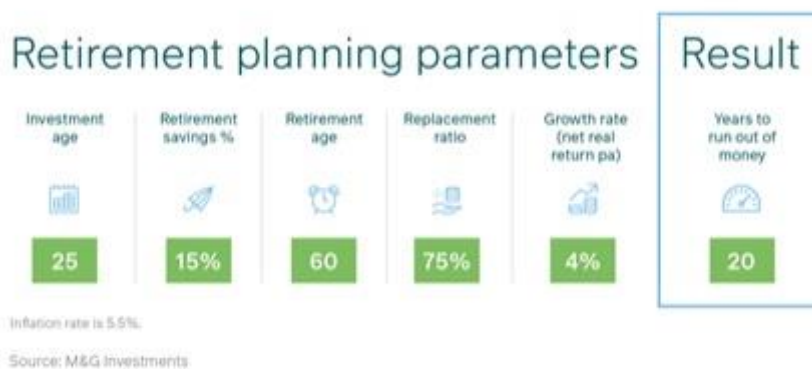 Retirement planning parameters
Result
Investment
age
Retirement
savings %
Retirement
age
Replacement
ratio
Growth rate
(net real
return pa)
Years to
run out of
money
25
15%
60
75%
4%
20
Inflation rate is 5.5%.
Source: M&G Investments